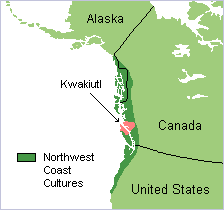 Alaska
Kwakiutl
Canada
Northwest
Coast
Cultures
United States